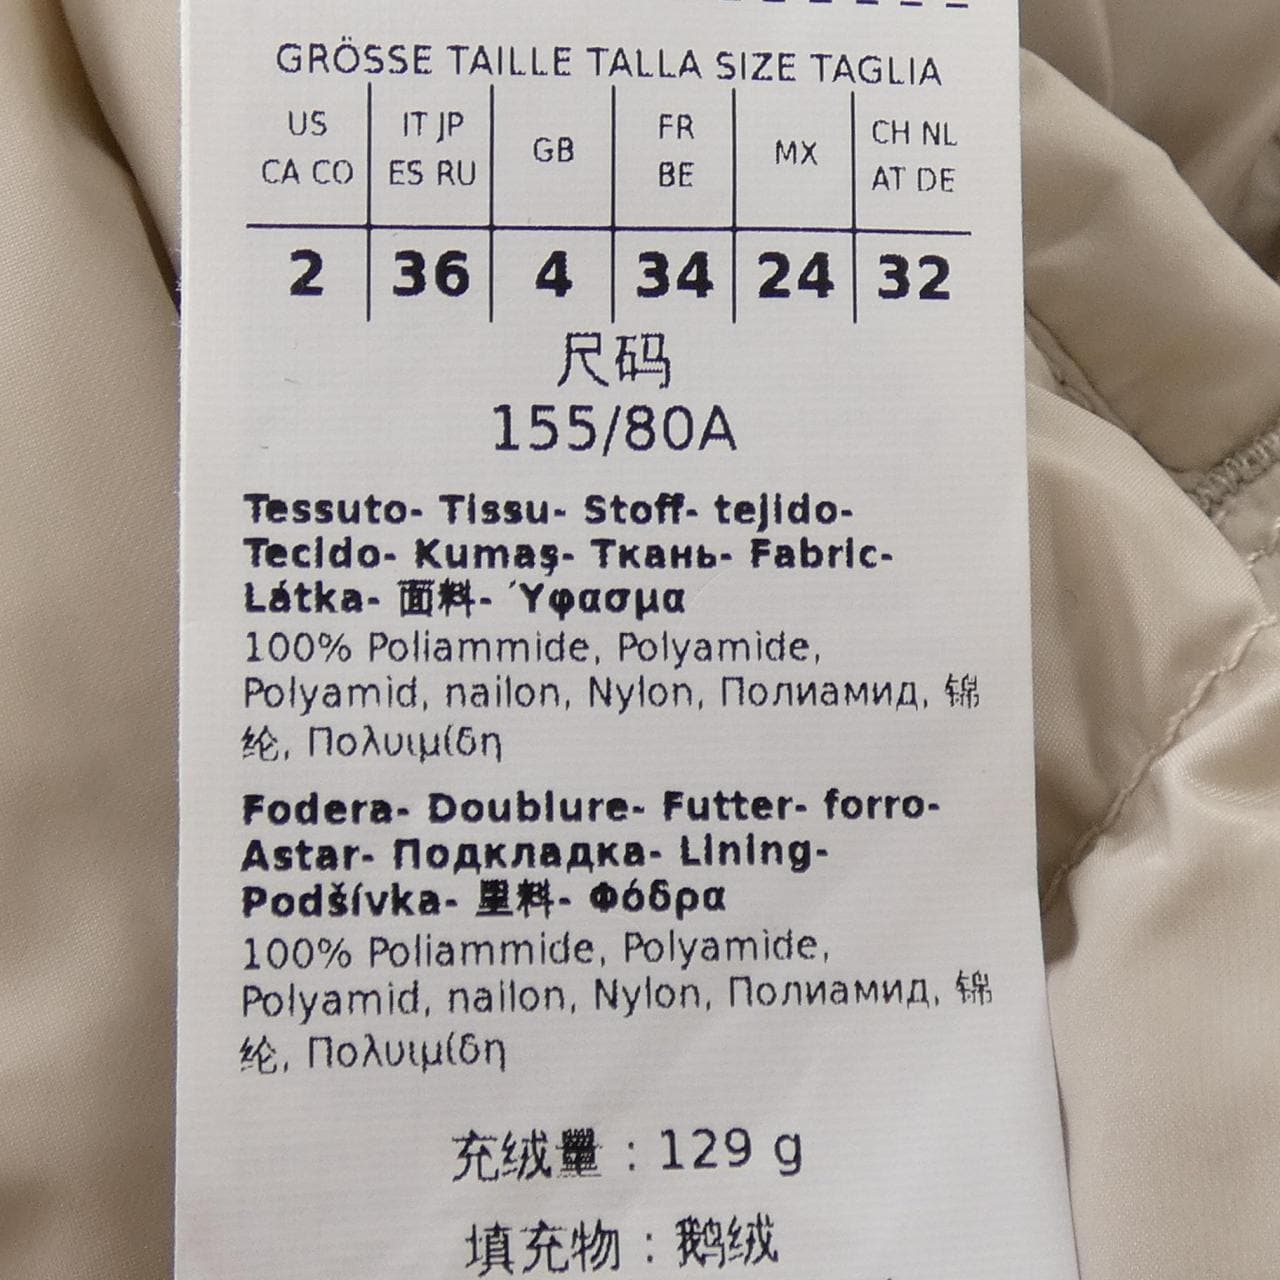 GRÖSSE TAILLE TALLA SIZE TAGLIA
US CA CO
IT JP ES RU
GB
FR BE
MX
CH NL AT DE
2 36 4 34 24 32
尺码
155/80A
Tessuto- Tissu- Stoff- tejido-
Tecido- Kumaş- Ткань- Fabric-
Látka- 面料- Ύφασμα
100% Poliammide, Polyamide,
Polyamid, nailon, Nylon, Полиамид, 锦
纶, Πολυιμίδη
Fodera- Doublure- Futter- forro-
Astar- Подкладка- Lining-
Podšívka- 里料- Φόδρα
100% Poliammide, Polyamide,
Polyamid, nailon, Nylon, Полиамид, 锦
纶, Πολυιμίδη
充绒量 : 129 g
填充物 : 鹅绒